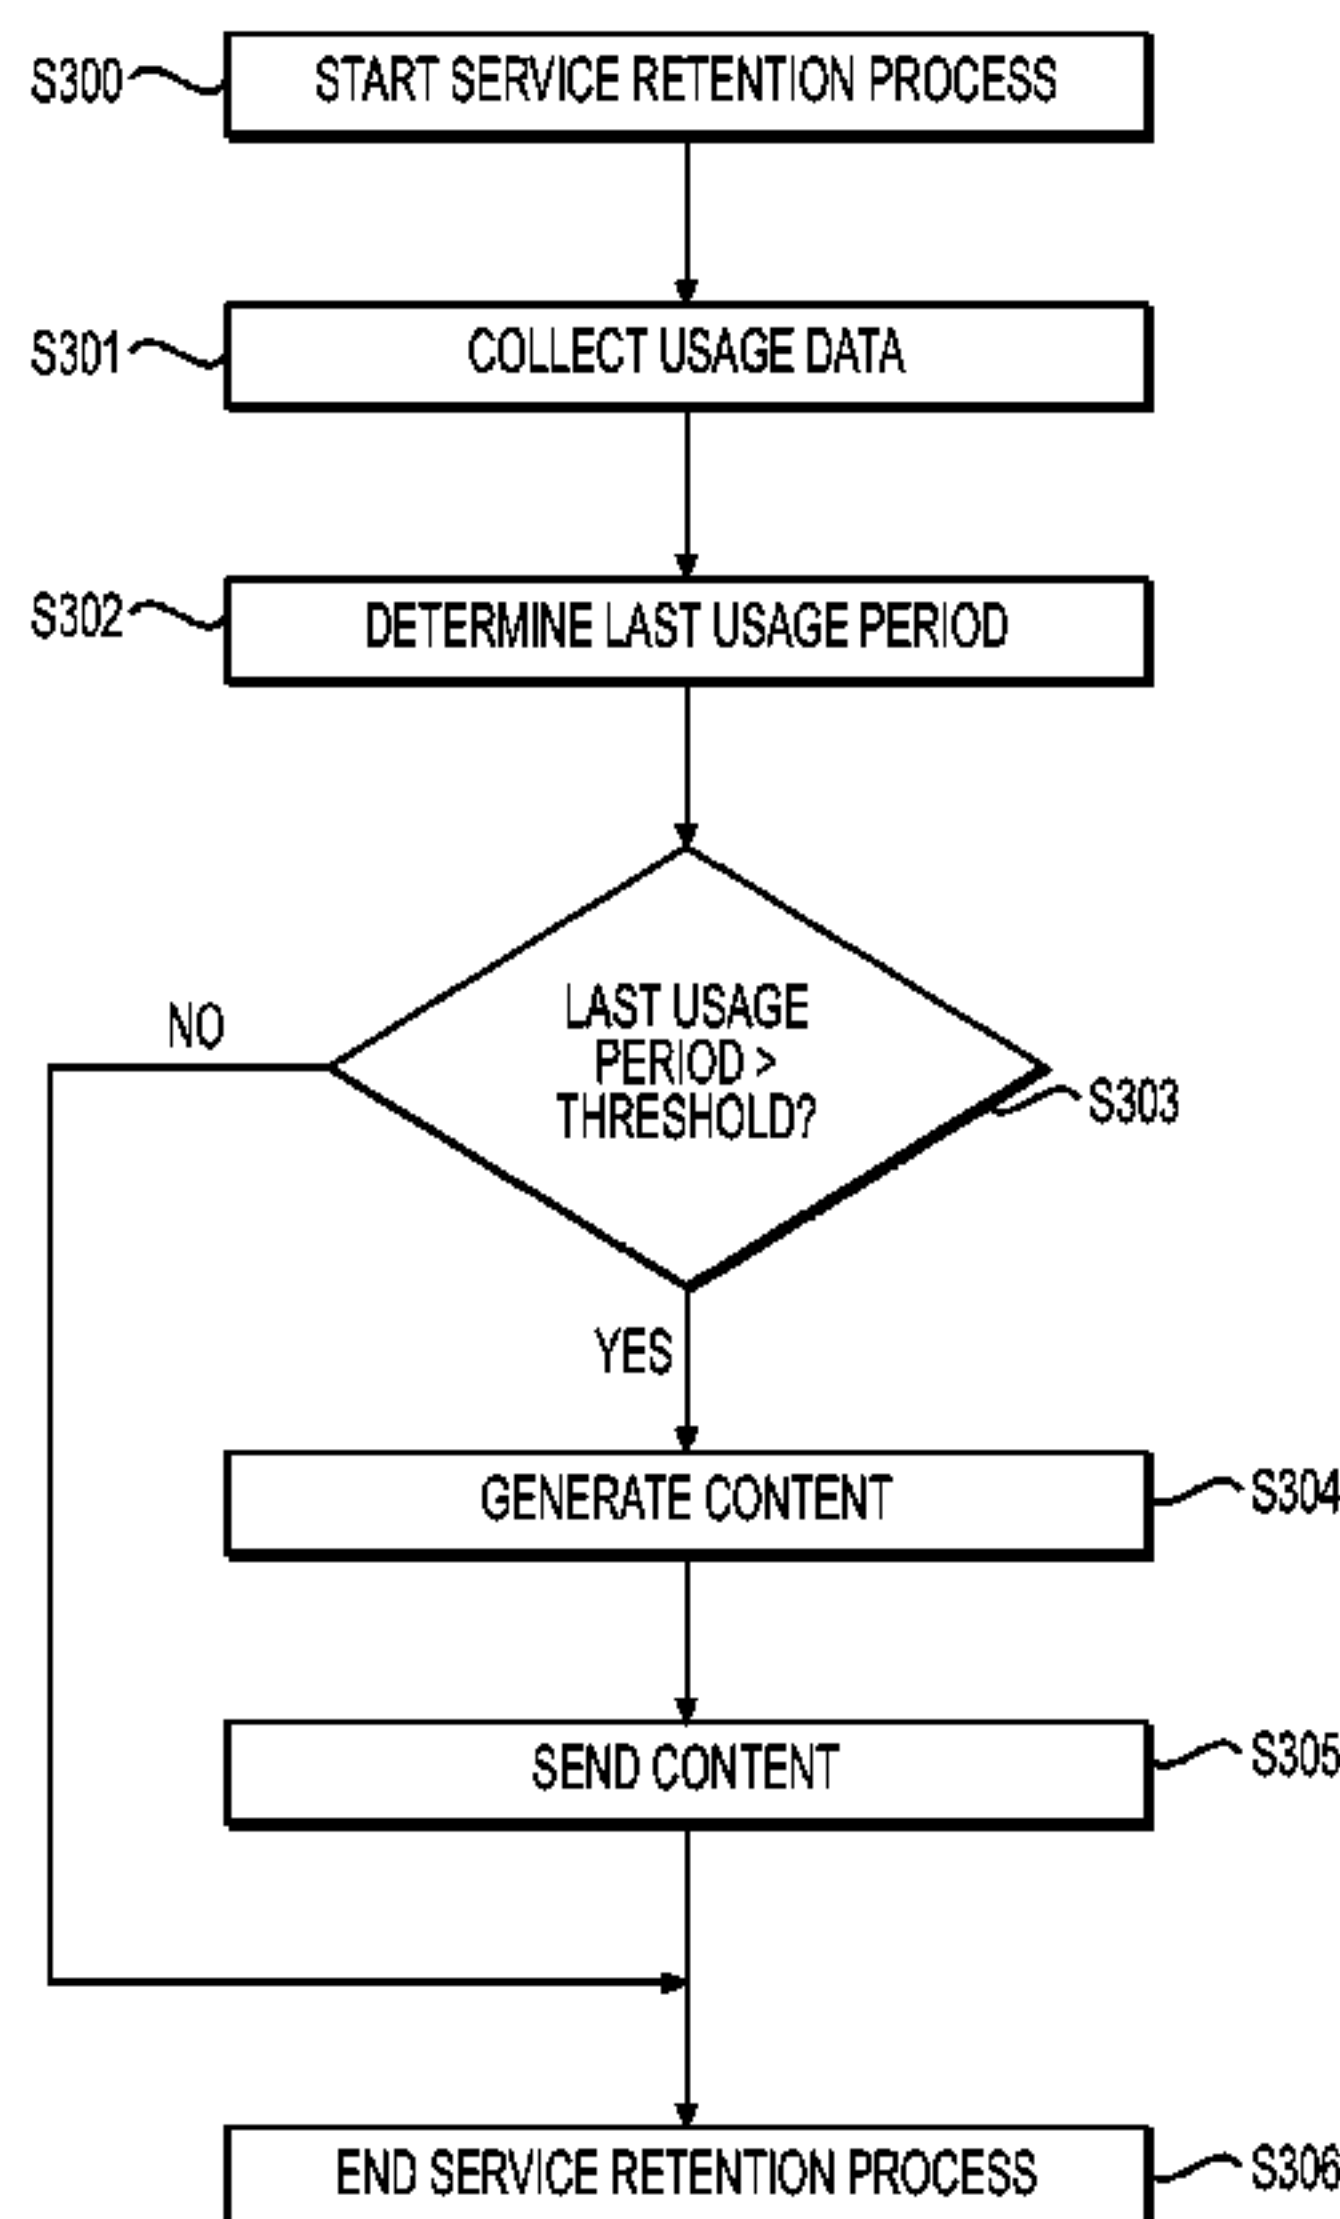 S300
START SERVICE RETENTION PROCESS
S301
COLLECT USAGE DATA
S302
DETERMINE LAST USAGE PERIOD
LAST USAGE
PERIOD >
THRESHOLD?
NO
S303
YES
GENERATE CONTENT
S304
SEND CONTENT
S305
END SERVICE RETENTION PROCESS
S306